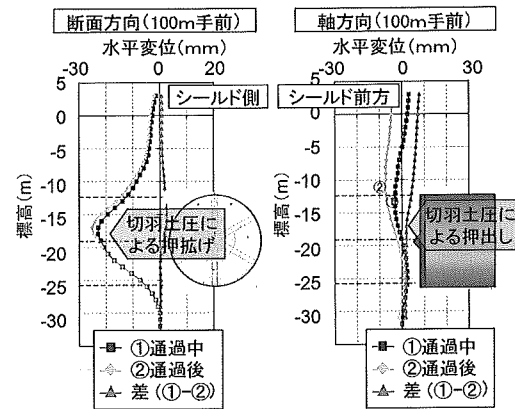 断面方向(100m手前)
水平変位(mm)
-30 0 20
シールド側
標高(m)
0
-5
-10
-15
-20
-25
-30
切羽土圧に
よる押拡げ
①通過中
②通過後
差(①-②)
軸方向(100m手前)
水平変位(mm)
-30 0 30
シールド前方
標高(m)
0
-5
-10
-15
-20
-25
-30
②
①
切羽土圧に
よる押出し
①通過中
②通過後
差(①-②)